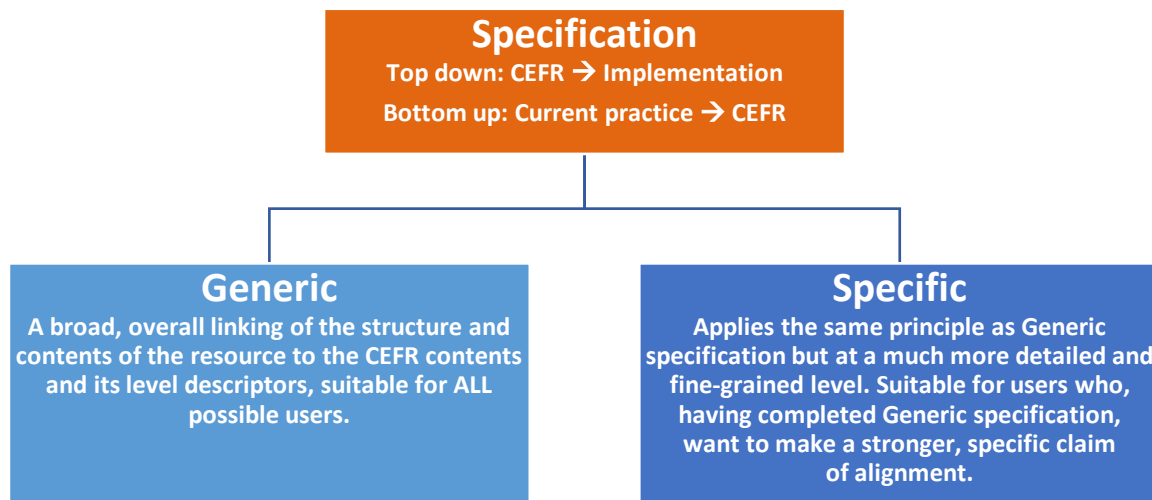 Specification
Top down: CEFR → Implementation
Bottom up: Current practice → CEFR
Generic
A broad, overall linking of the structure and
contents of the resource to the CEFR contents
and its level descriptors, suitable for ALL
possible users.
Specific
Applies the same principle as Generic
specification but at a much more detailed and
fine-grained level. Suitable for users who,
having completed Generic specification,
want to make a stronger, specific claim
of alignment.